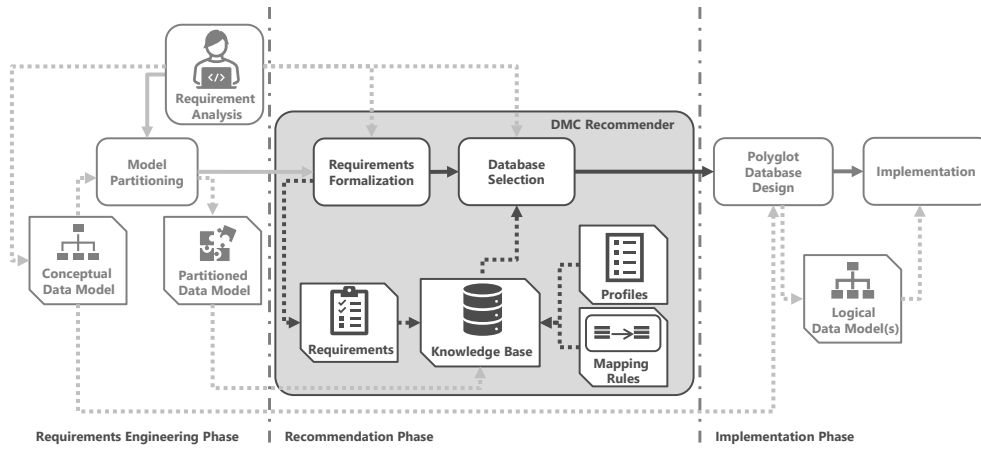 Requirement
Analysis
DMC Recommender
Model
Partitioning
Requirements
Formalization
Database
Selection
Polyglot
Database
Design
Implementation
Conceptual
Data Model
Partitioned
Data Model
Profiles
Logical
Data Model(s)
Requirements
Knowledge Base
Mapping
Rules
Requirements Engineering Phase
Recommendation Phase
Implementation Phase